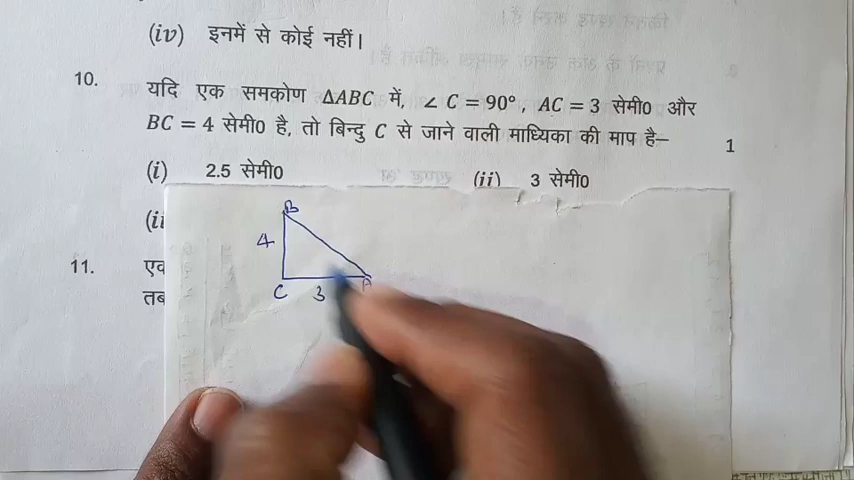 (iv) इनमें से कोई नहीं।
10. यदि एक समकोण ΔABC में, ∠ C = 90°, AC = 3 सेमी0 और
BC = 4 सेमी0 है, तो बिन्दु C से जाने वाली माध्यिका की माप है– 1
(i) 2.5 सेमी0 (ii) 3 सेमी0
B
4
C 3 A
11.